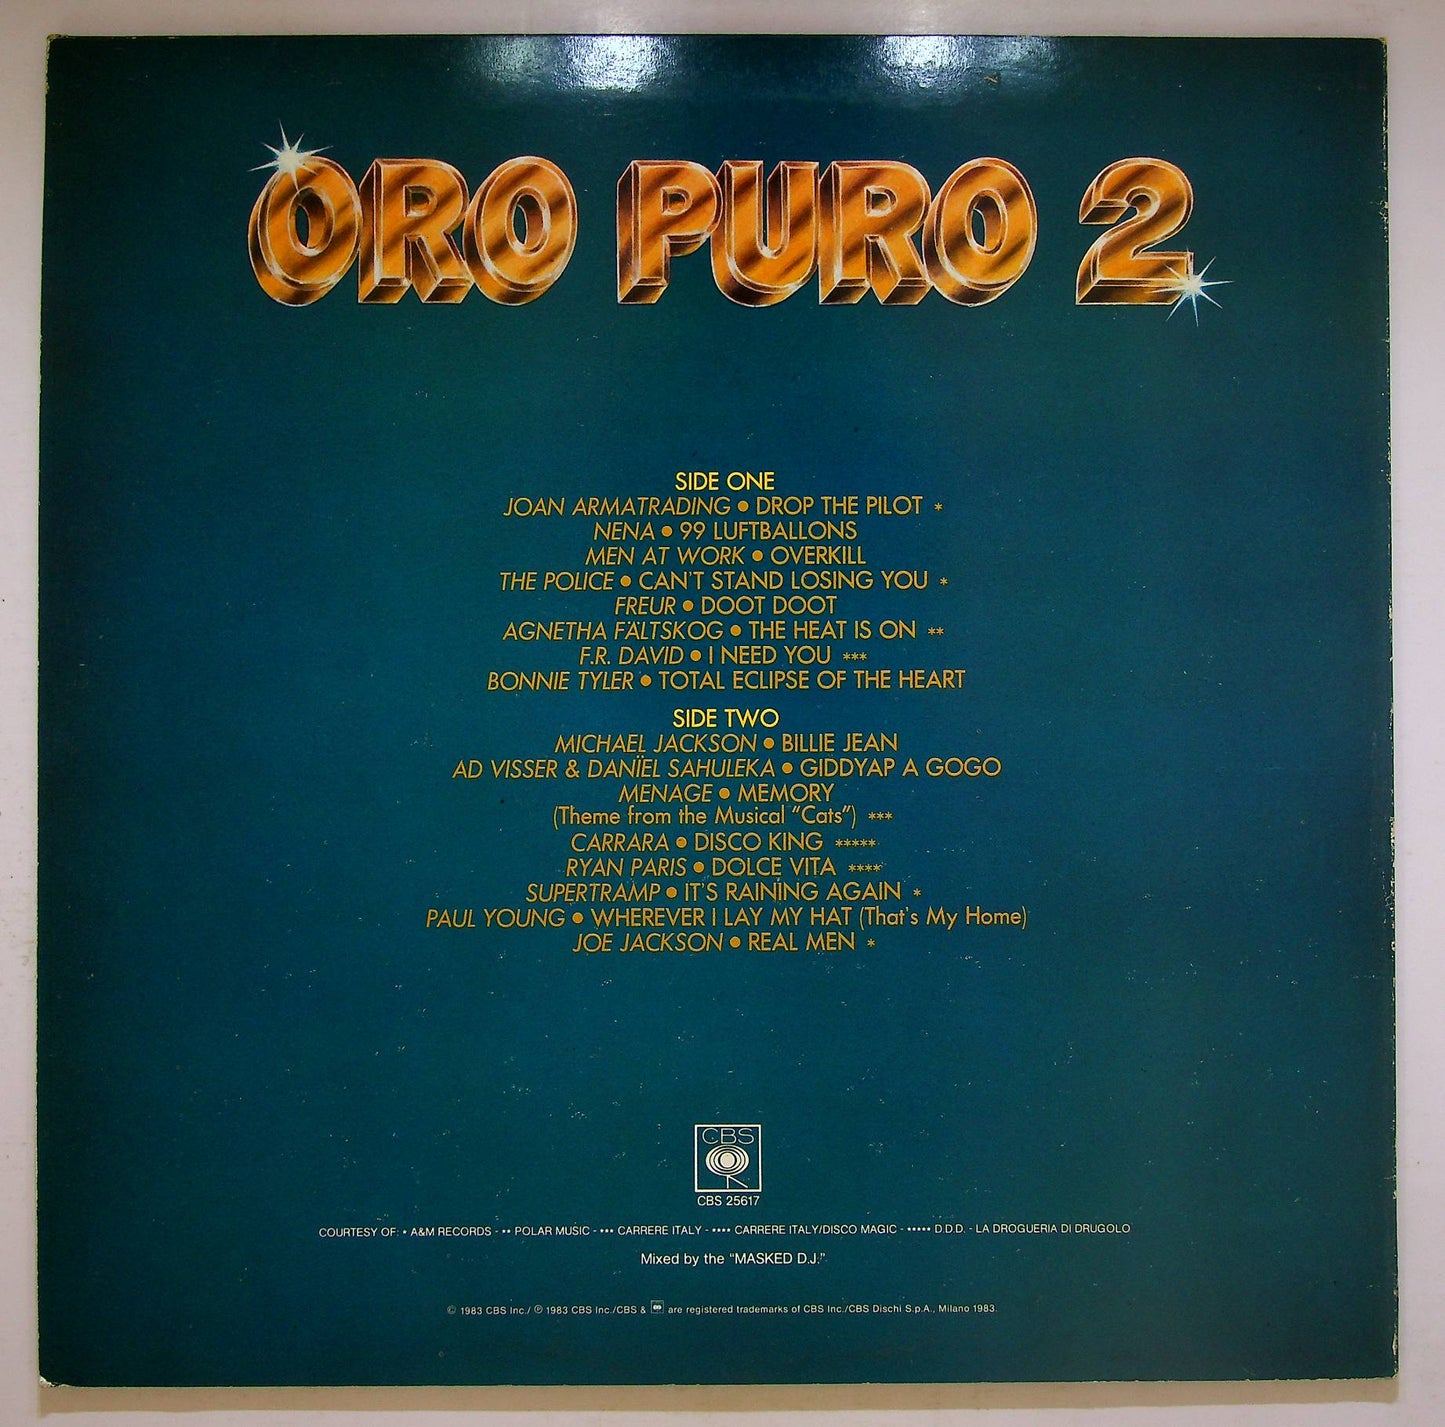 ORO PURO 2
SIDE ONE
JOAN ARMATRADING • DROP THE PILOT *
NENA • 99 LUFTBALLONS
MEN AT WORK • OVERKILL
THE POLICE • CAN'T STAND LOSING YOU *
FREUR • DOOT DOOT
AGNETHA FÄLTSKOG • THE HEAT IS ON **
F.R. DAVID • I NEED YOU ***
BONNIE TYLER • TOTAL ECLIPSE OF THE HEART
SIDE TWO
MICHAEL JACKSON • BILLIE JEAN
AD VISSER & DANÏEL SAHULEKA • GIDDYAP A GOGO
MENAGE • MEMORY
(Theme from the Musical "Cats") ***
CARRARA • DISCO KING *****
RYAN PARIS • DOLCE VITA ****
SUPERTRAMP • IT'S RAINING AGAIN *
PAUL YOUNG • WHEREVER I LAY MY HAT (That's My Home)
JOE JACKSON • REAL MEN *
CBS
CBS 25617
COURTESY OF: * A&M RECORDS - ** POLAR MUSIC - *** CARRERE ITALY - **** CARRERE ITALY/DISCO MAGIC - ***** D.D.D. - LA DROGUERIA DI DRUGOLO
Mixed by the "MASKED D.J."
© 1983 CBS Inc./ ℗ 1983 CBS Inc./CBS & are registered trademarks of CBS Inc./CBS Dischi S.p.A., Milano 1983.